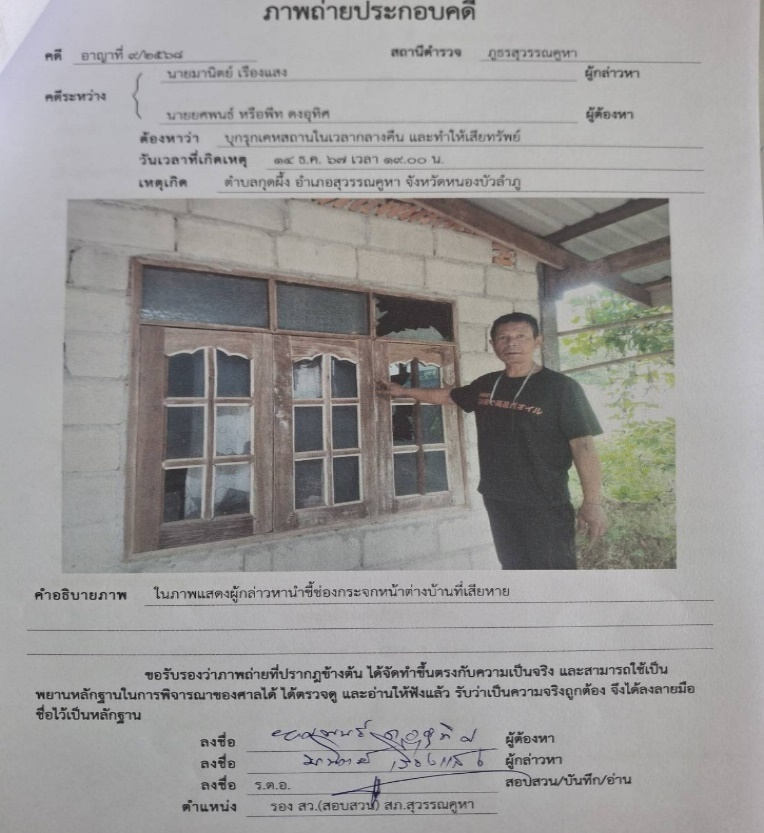 ภาพถ่ายประกอบคดี
คดี อาญาที่ ๙/๒๕๖๘ สถานีตำรวจ ภูธรสุวรรณคูหา
นายมานิตย์ เรืองแสง ผู้กล่าวหา
คดีระหว่าง
นายยศพนธ์ หรือพีท ดงอุทิศ ผู้ต้องหา
ต้องหาว่า บุกรุกเคหสถานในเวลากลางคืน และทำให้เสียทรัพย์
วันเวลาที่เกิดเหตุ ๑๔ ธ.ค. ๖๗ เวลา ๑๙.๐๐ น.
เหตุเกิด ตำบลกุดผึ้ง อำเภอสุวรรณคูหา จังหวัดหนองบัวลำภู
คำอธิบายภาพ ในภาพแสดงผู้กล่าวหานำชี้ช่องกระจกหน้าต่างบ้านที่เสียหาย
ขอรับรองว่าภาพถ่ายที่ปรากฎข้างต้น ได้จัดทำขึ้นตรงกับความเป็นจริง และสามารถใช้เป็น
พยานหลักฐานในการพิจารณาของศาลได้ ได้ตรวจดู และอ่านให้ฟังแล้ว รับว่าเป็นความจริงถูกต้อง จึงได้ลงลายมือ
ชื่อไว้เป็นหลักฐาน
ลงชื่อ ยศพนธ์ ดงอุทิศ ผู้ต้องหา
ลงชื่อ มานิตย์ เรืองแสง ผู้กล่าวหา
ลงชื่อ ร.ต.อ. สอบสวน/บันทึก/อ่าน
ตำแหน่ง รอง สว.(สอบสวน) สภ.สุวรรณคูหา